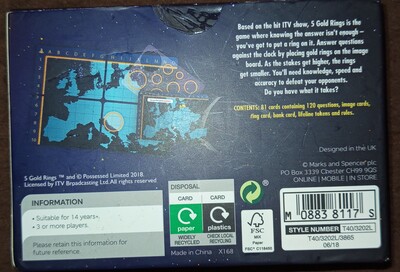 Based on the hit ITV show, 5 Gold Rings is the
game where knowing the answer isn't enough –
you've got to put a ring on it. Answer questions
against the clock by placing gold rings on the image
board. As the stakes get higher, the rings
get smaller. You'll need knowledge, speed and
accuracy to defeat your opponents.
Do you have what it takes?
CONTENTS: 81 cards containing 120 questions, image cards,
ring card, bank card, lifeline tokens and rules.
A B C D E F G H
5 Gold Rings ™ and © Possessed Limited 2018.
Licensed by ITV Broadcasting Ltd. All rights reserved
Designed in the UK
© Marks and Spencer plc
PO Box 3339 Chester CH99 9QS
ONLINE | MOBILE | IN STORE
INFORMATION
• Suitable for 14 years+.
• 3 or more players
Please retain this information for
future reference.
DISPOSAL
CARD
WIDELY
RECYCLED
CARD
plastics
CHECK LOCAL
RECYCLING
Made in China X168
FSC
MIX
Paper
M 0883 8117 S
STYLE NUMBER T40/3202L
T40/3202L/3865
06/18